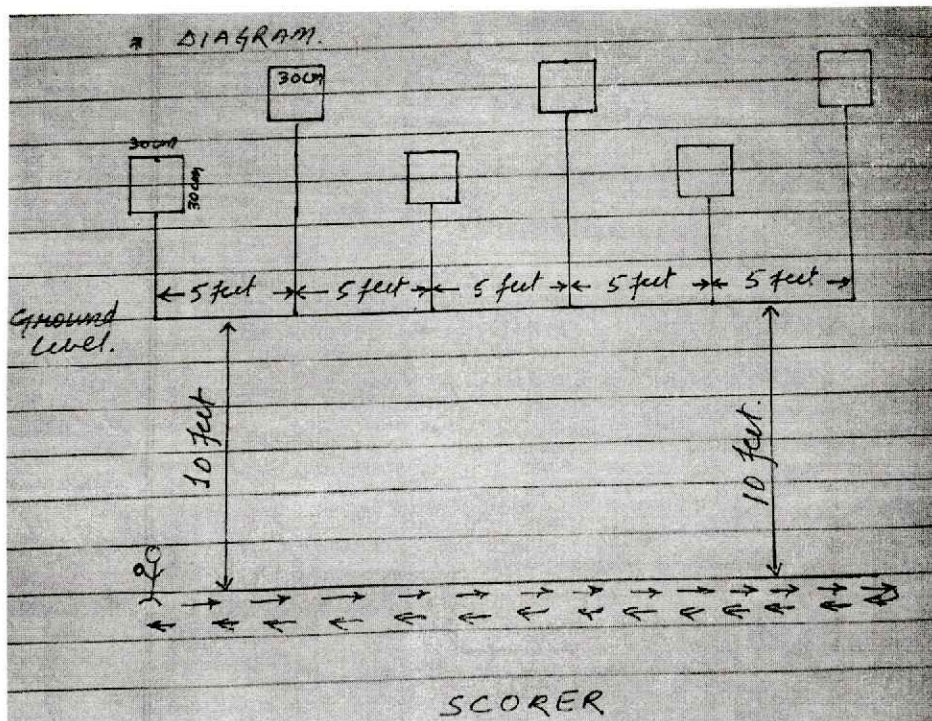 * DIAGRAM.
30cm
30cm
30cm
5 feet 5 feet 5 feet 5 feet 5 feet
Ground
level.
10 feet
10 feet.
SCORER